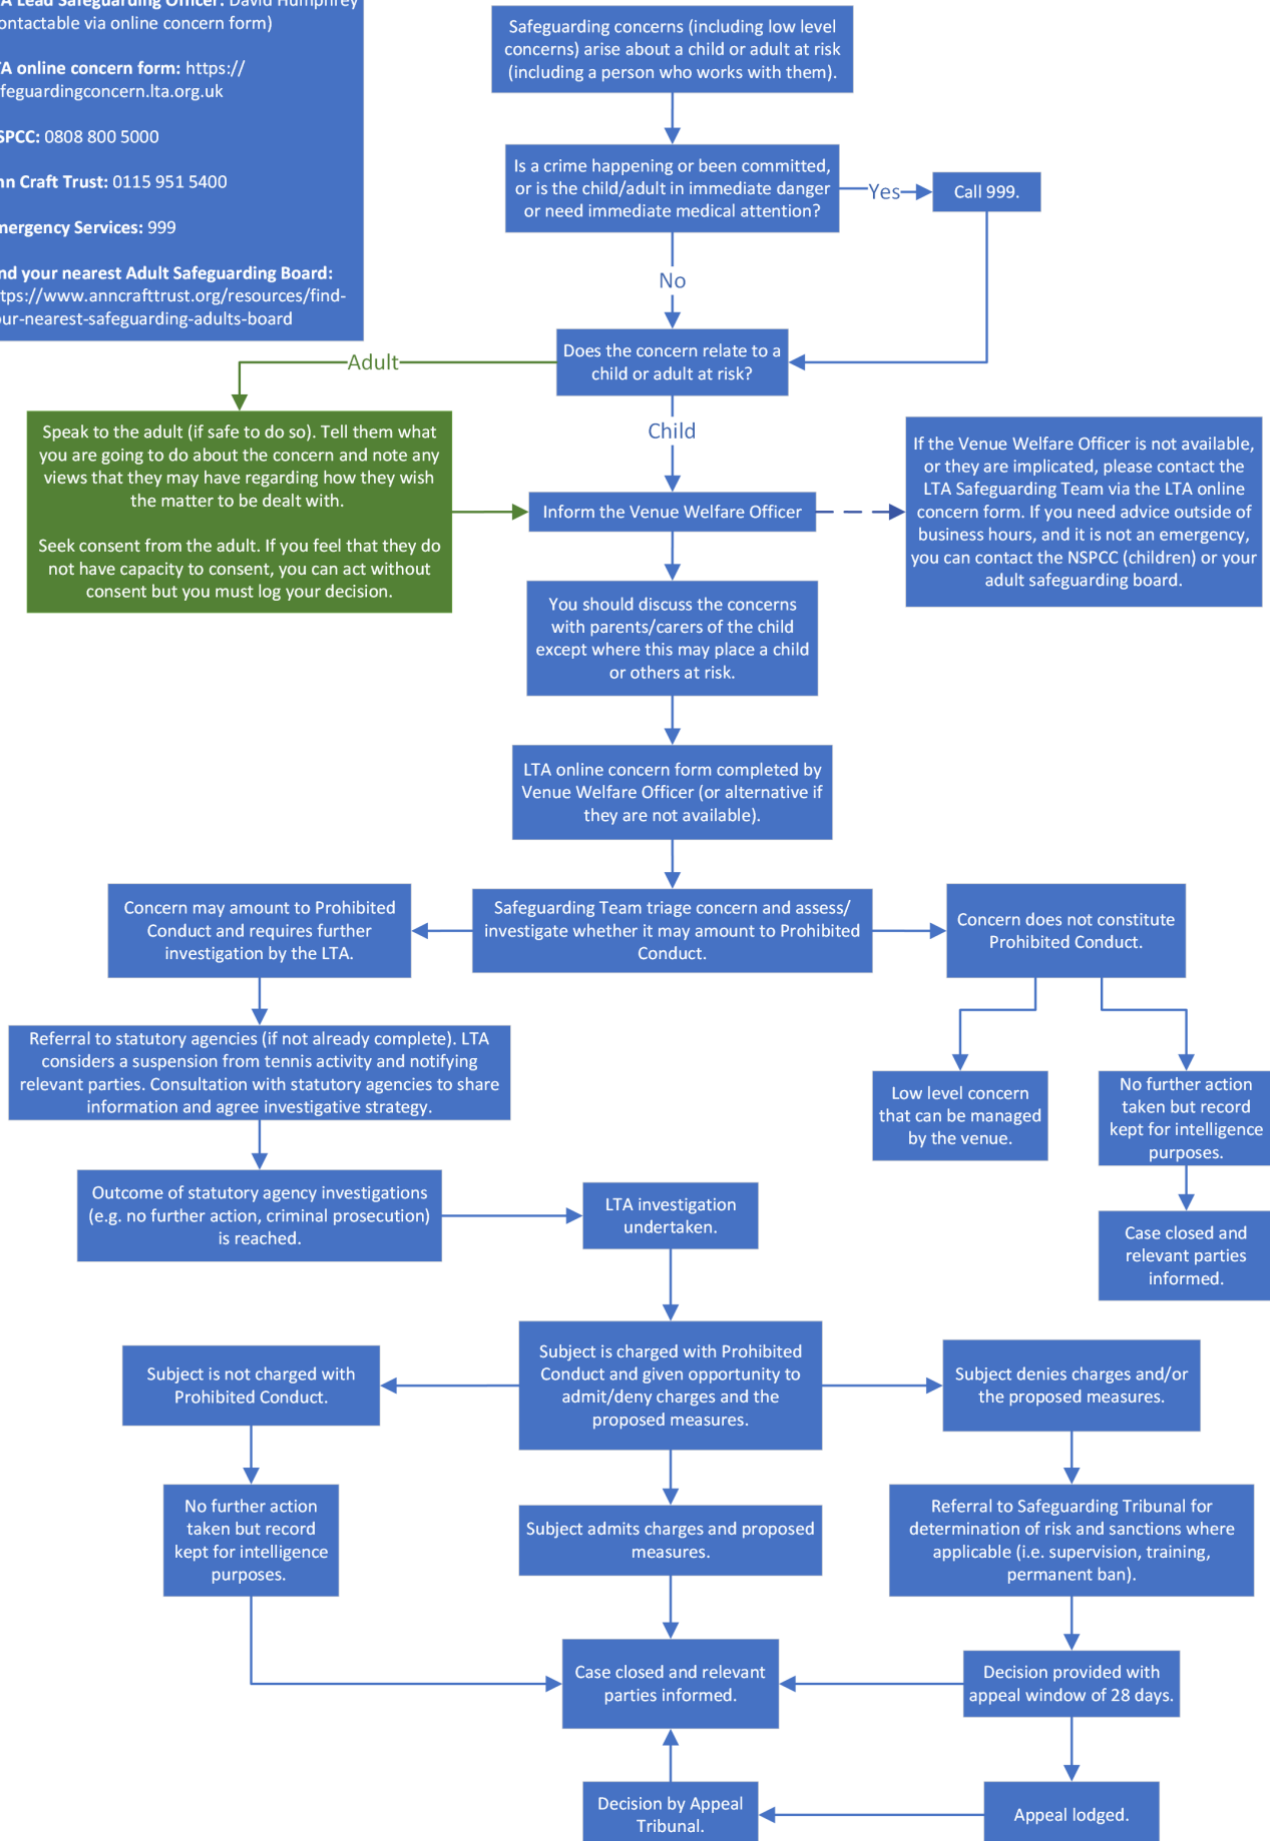 Lead Safeguarding Officer: David Humphrey
contactable via online concern form)
online concern form: https://
safeguardingconcern.lta.org.uk
NSPCC: 0808 800 5000
Ann Craft Trust: 0115 951 5400
Emergency Services: 999
Find your nearest Adult Safeguarding Board:
https://www.anncrafttrust.org/resources/find-
your-nearest-safeguarding-adults-board
Safeguarding concerns (including low level
concerns) arise about a child or adult at risk
(including a person who works with them).
Is a crime happening or been committed,
or is the child/adult in immediate danger
or need immediate medical attention?
Yes
Call 999.
No
Does the concern relate to a
child or adult at risk?
Adult
Child
Speak to the adult (if safe to do so). Tell them what
you are going to do about the concern and note any
views that they may have regarding how they wish
the matter to be dealt with.
Seek consent from the adult. If you feel that they do
not have capacity to consent, you can act without
consent but you must log your decision.
Inform the Venue Welfare Officer
If the Venue Welfare Officer is not available,
or they are implicated, please contact the
LTA Safeguarding Team via the LTA online
concern form. If you need advice outside of
business hours, and it is not an emergency,
you can contact the NSPCC (children) or your
adult safeguarding board.
You should discuss the concerns
with parents/carers of the child
except where this may place a child
or others at risk.
LTA online concern form completed by
Venue Welfare Officer (or alternative if
they are not available).
Concern may amount to Prohibited
Conduct and requires further
investigation by the LTA.
Safeguarding Team triage concern and assess/
investigate whether it may amount to Prohibited
Conduct.
Concern does not constitute
Prohibited Conduct.
Referral to statutory agencies (if not already complete). LTA
considers a suspension from tennis activity and notifying
relevant parties. Consultation with statutory agencies to share
information and agree investigative strategy.
Low level concern
that can be managed
by the venue.
No further action
taken but record
kept for intelligence
purposes.
Outcome of statutory agency investigations
(e.g. no further action, criminal prosecution)
is reached.
LTA investigation
undertaken.
Case closed and
relevant parties
informed.
Subject is not charged with
Prohibited Conduct.
Subject is charged with Prohibited
Conduct and given opportunity to
admit/deny charges and the
proposed measures.
Subject denies charges and/or
the proposed measures.
No further action
taken but record
kept for intelligence
purposes.
Subject admits charges and proposed
measures.
Referral to Safeguarding Tribunal for
determination of risk and sanctions where
applicable (i.e. supervision, training,
permanent ban).
Case closed and relevant
parties informed.
Decision provided with
appeal window of 28 days.
Decision by Appeal
Tribunal.
Appeal lodged.